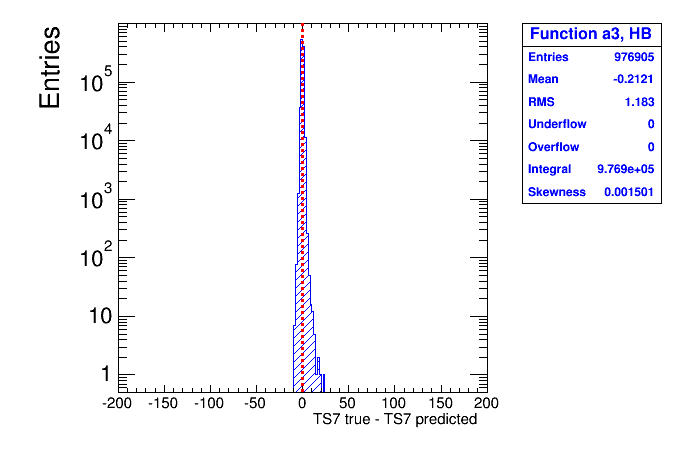 Function a3, HB
Entries 976905
Mean -0.2121
RMS 1.183
Underflow 0
Overflow 0
Integral 9.769e+05
Skewness 0.001501
Entries
10^5
10^4
10^3
10^2
10
1
-200 -150 -100 -50 0 50 100 150 200
TS7 true - TS7 predicted